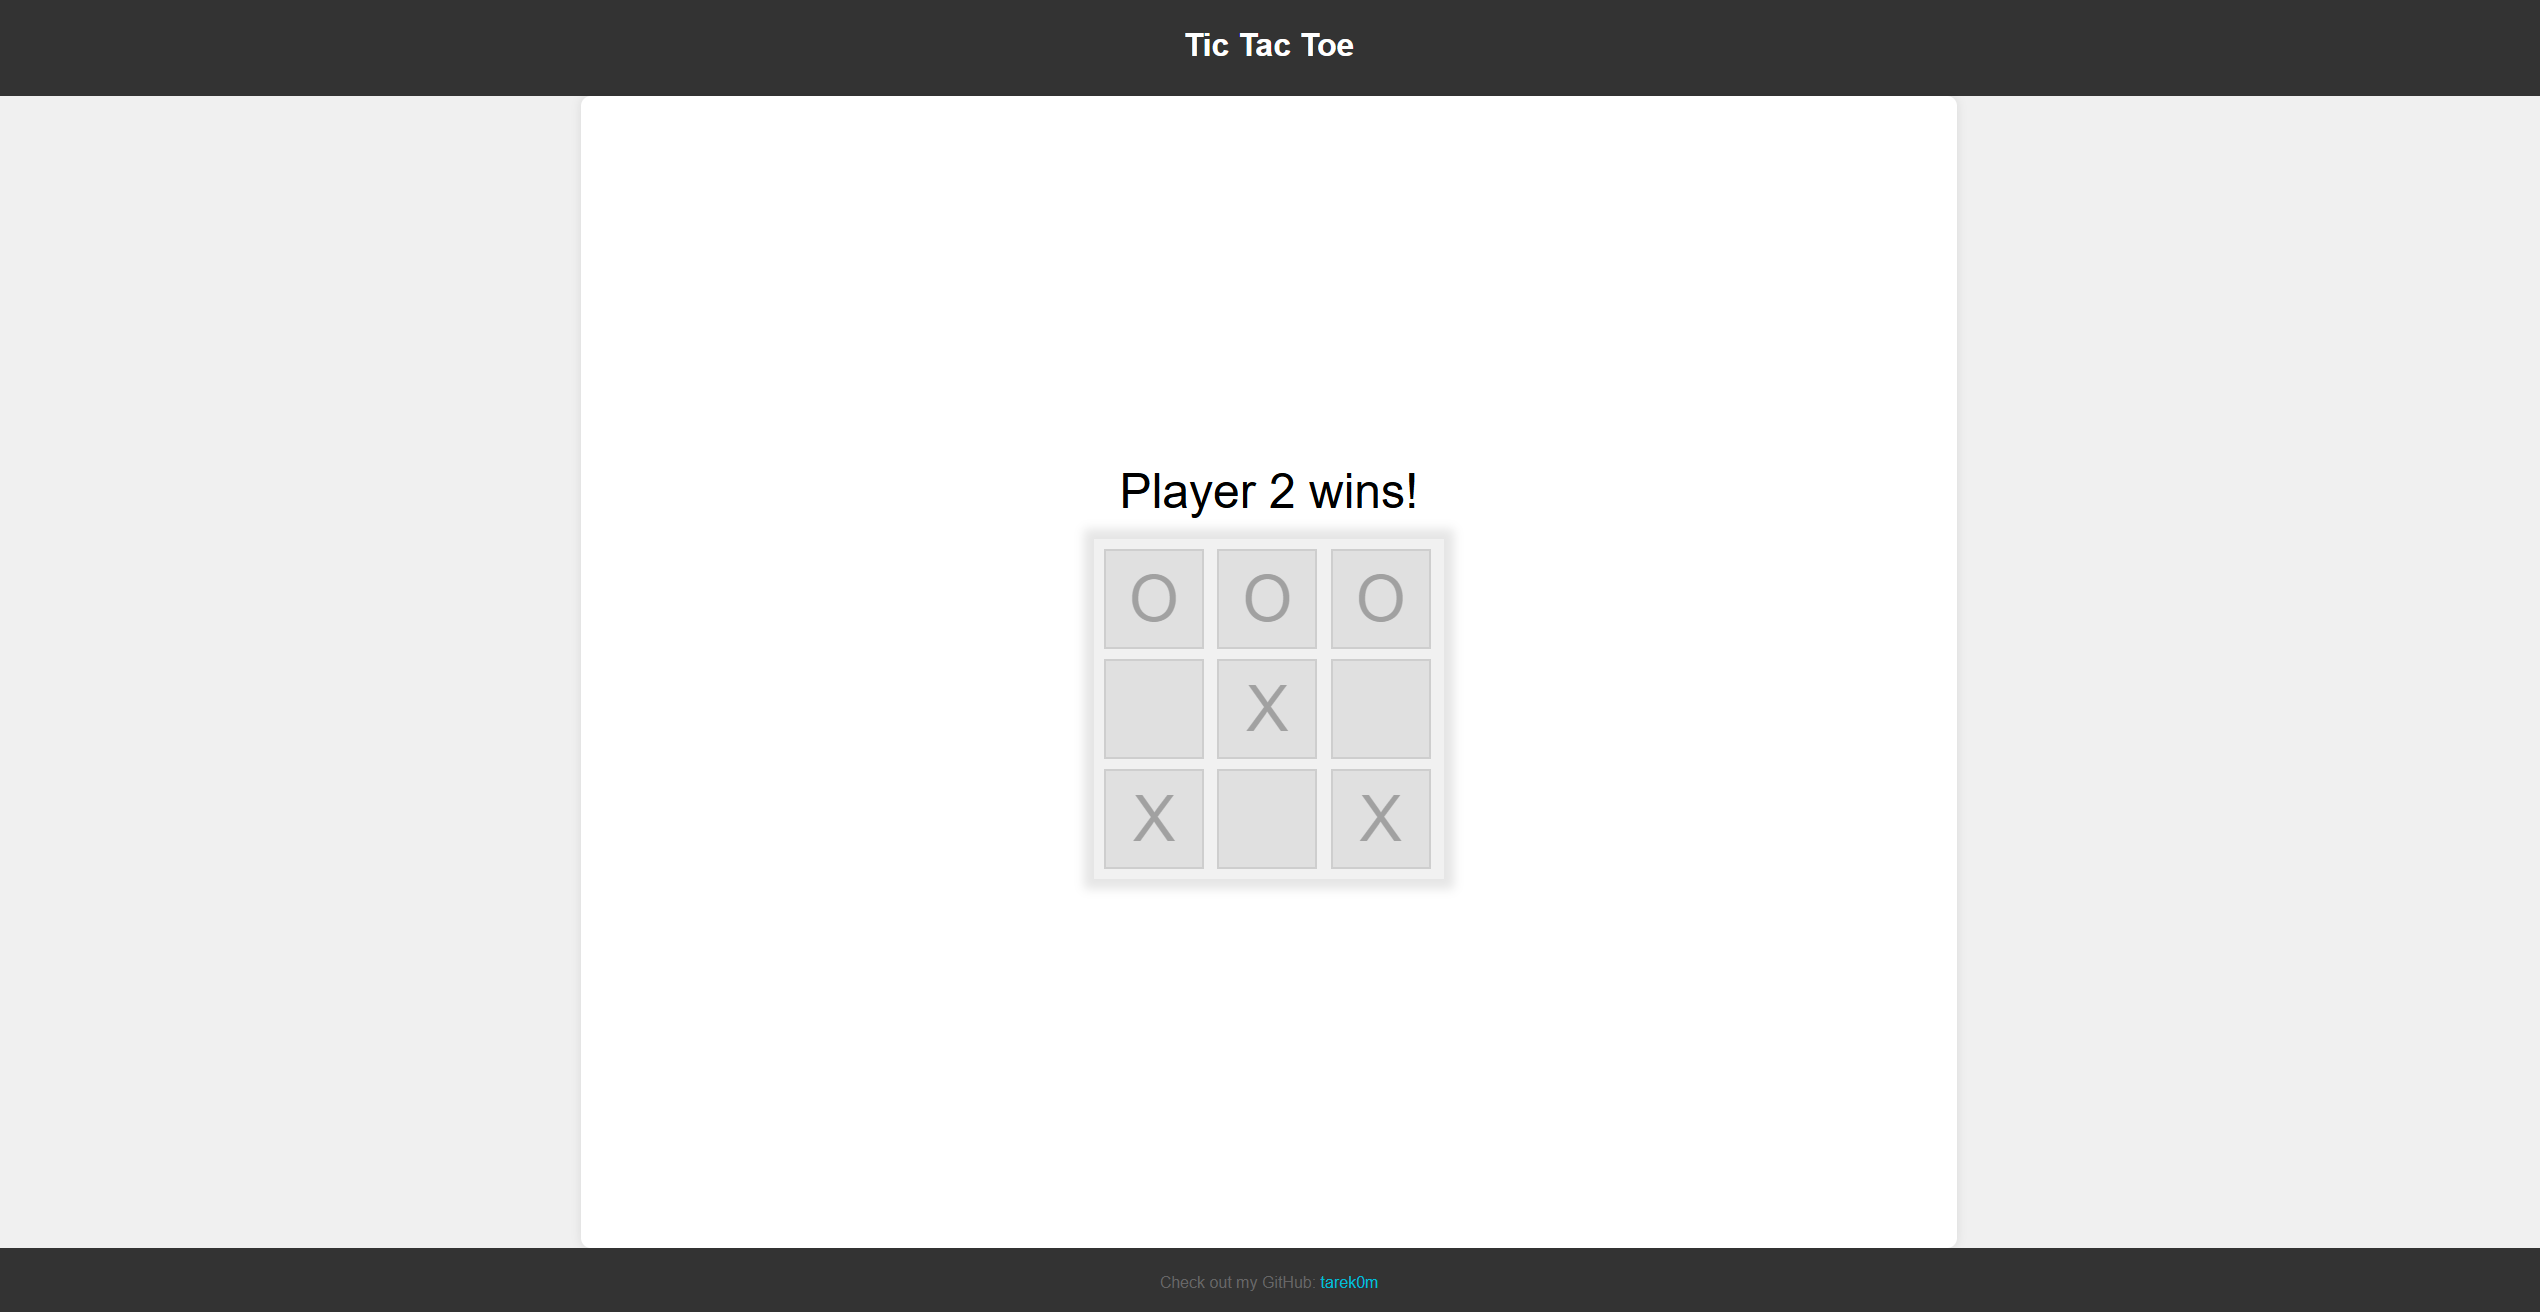 Tic Tac Toe
Player 2 wins!
O O O
X
X X
Check out my GitHub: tarek0m